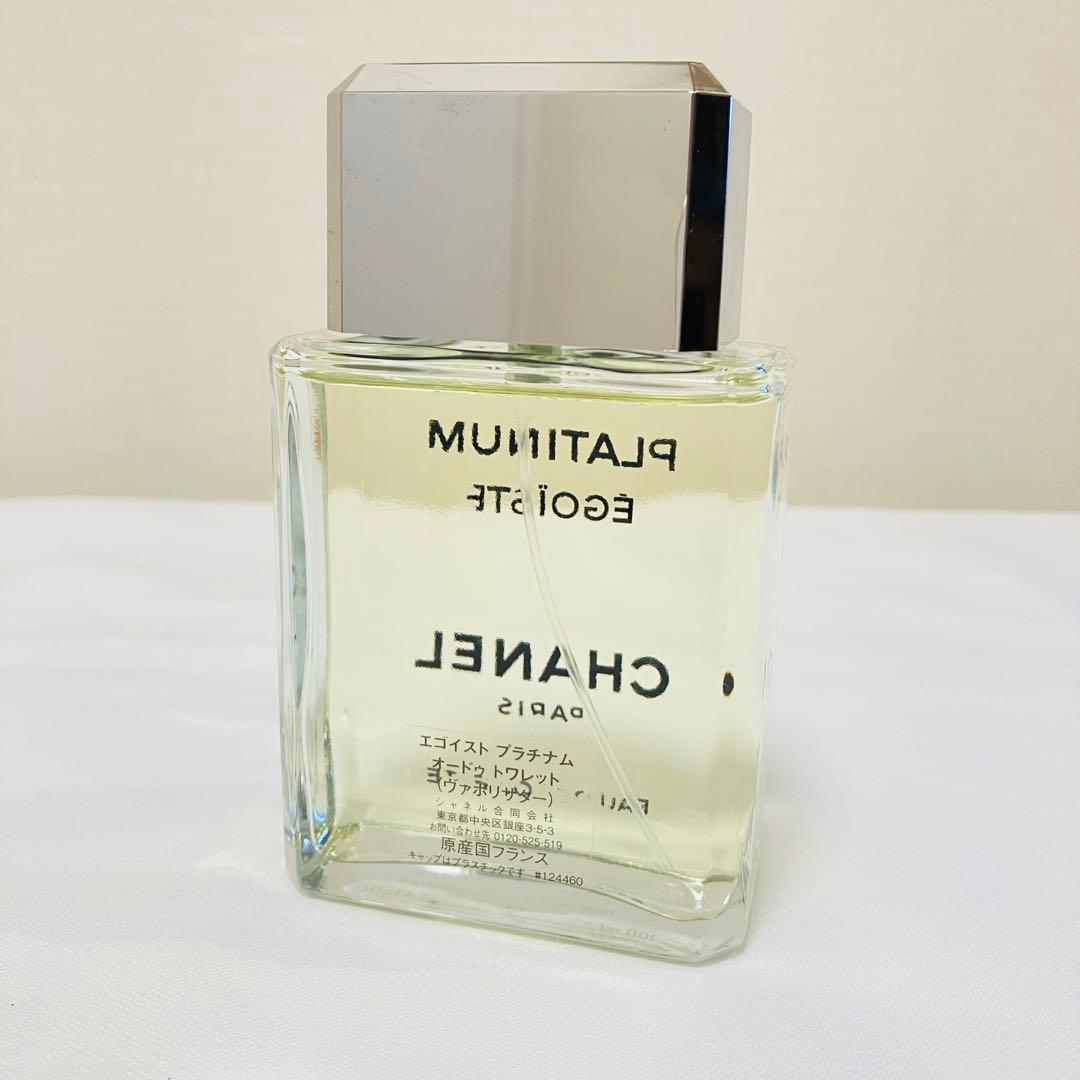 PLATINUM
ÉGOÏSTE
CHANEL
PARIS
エゴイスト プラチナム
オードゥ トワレット
(ヴァポリザター)
シャネル合同会社
東京都中央区銀座3-5-3
お問い合わせ先 0120-525-519
原産国フランス
キャップはプラスチックです #124460
100 ml